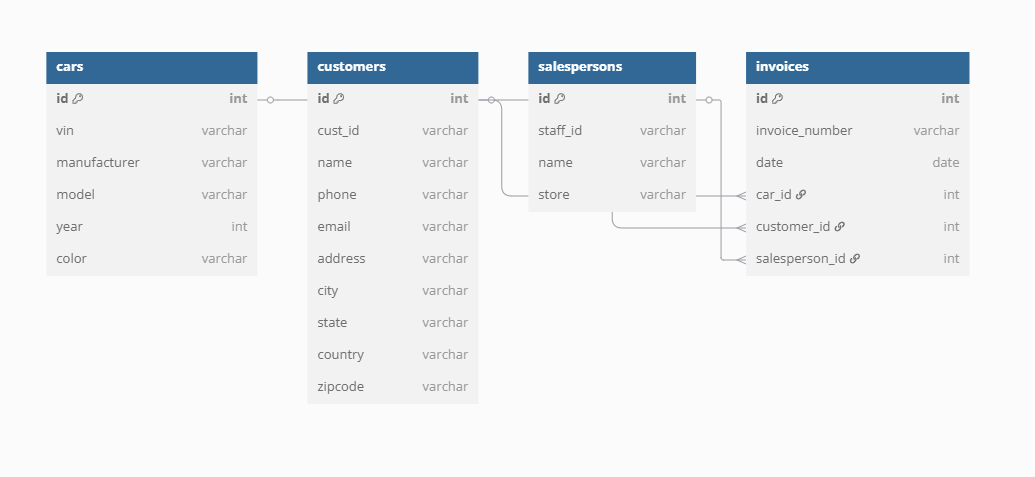 cars
id int
vin varchar
manufacturer varchar
model varchar
year int
color varchar
customers
id int
cust_id varchar
name varchar
phone varchar
email varchar
address varchar
city varchar
state varchar
country varchar
zipcode varchar
salespersons
id int
staff_id varchar
name varchar
store varchar
invoices
id int
invoice_number varchar
date date
car_id int
customer_id int
salesperson_id int